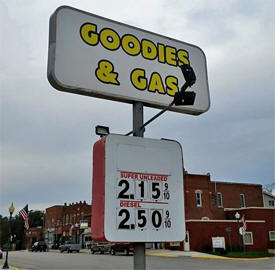 GOODIES
& GAS
SUPER UNLEADED
2.15 9/10
DIESEL
2.50 9/10